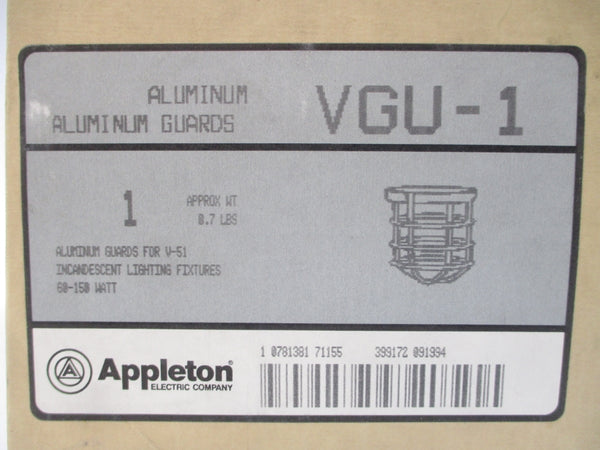 ALUMINUM
ALUMINUM GUARDS
VGU-1
1
APPROX WT
0.7 LBS
ALUMINUM GUARDS FOR V-51
INCANDESCENT LIGHTING FIXTURES
60-150 WATT
A Appleton®
ELECTRIC COMPANY
1 0781381 71155 399172 091994